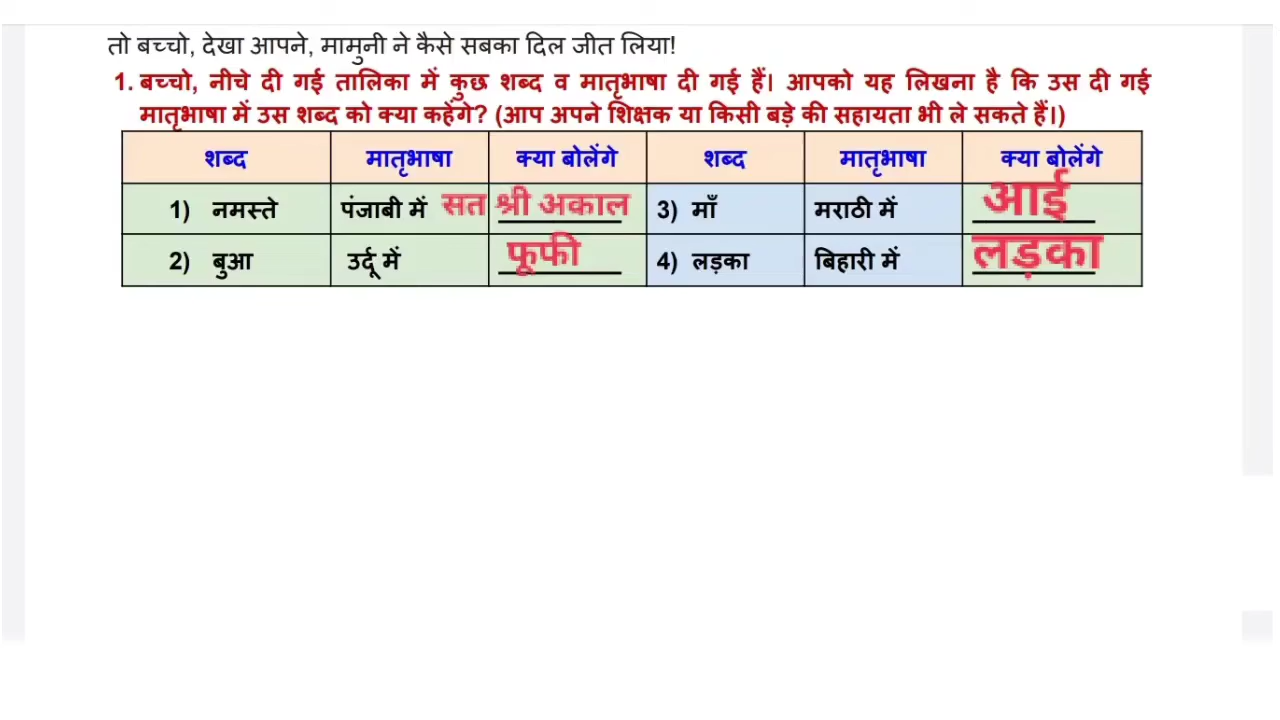 तो बच्चो, देखा आपने, मामुनी ने कैसे सबका दिल जीत लिया!
1. बच्चो, नीचे दी गई तालिका में कुछ शब्द व मातृभाषा दी गई हैं। आपको यह लिखना है कि उस दी गई
मातृभाषा में उस शब्द को क्या कहेंगे? (आप अपने शिक्षक या किसी बड़े की सहायता भी ले सकते हैं।)
शब्द मातृभाषा क्या बोलेंगे शब्द मातृभाषा क्या बोलेंगे
1) नमस्ते पंजाबी में सत श्री अकाल 3) माँ मराठी में आई
2) बुआ उर्दू में फूफी 4) लड़का बिहारी में लड़का